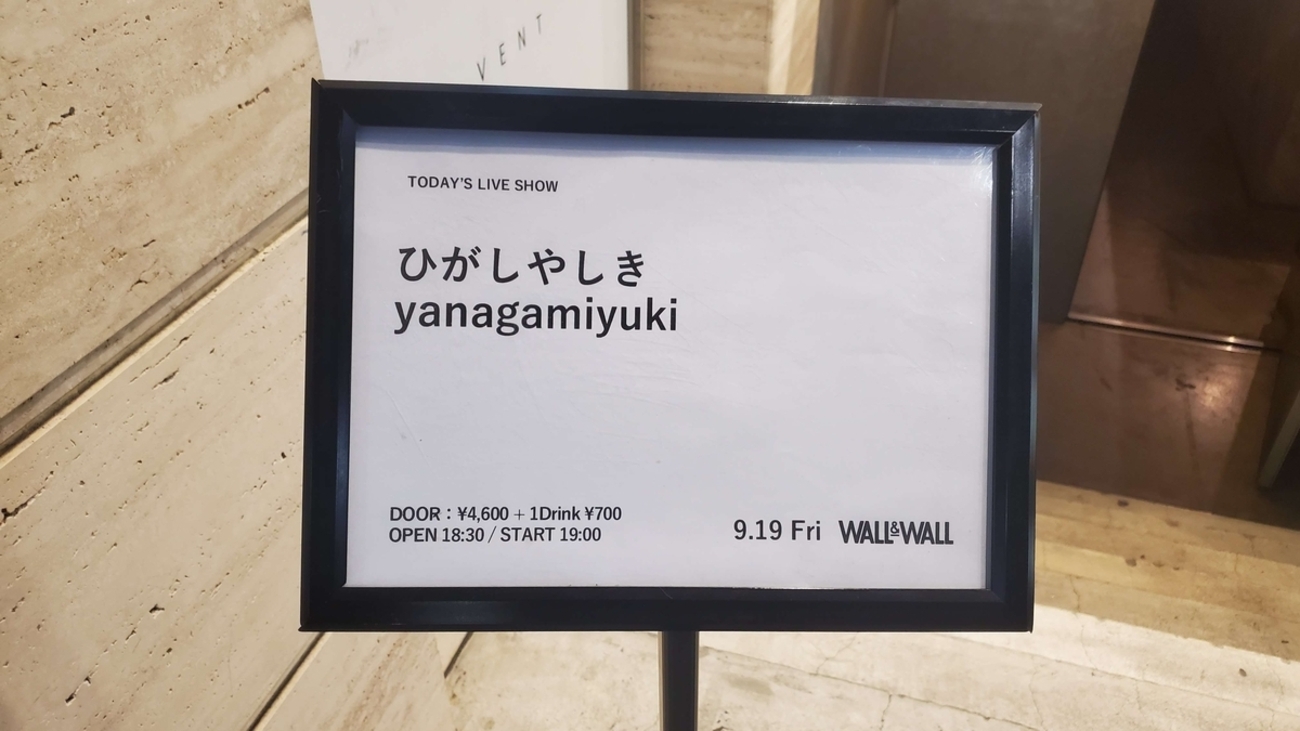 VENT
TODAY'S LIVE SHOW
ひがしやしき
yanagamiyuki
DOOR : ¥4,600 + 1Drink ¥700
OPEN 18:30 / START 19:00
9.19 Fri WALL&WALL